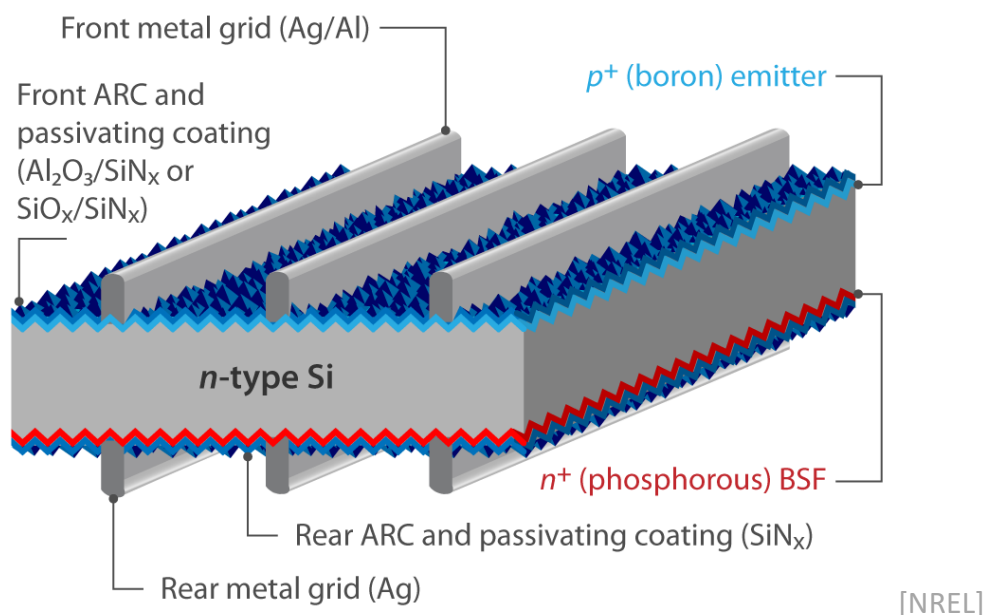 Front metal grid (Ag/Al)
p⁺ (boron) emitter
Front ARC and
passivating coating
(Al₂O₃/SiNₓ or
SiOₓ/SiNₓ)
n-type Si
n⁺ (phosphorous) BSF
Rear ARC and passivating coating (SiNₓ)
Rear metal grid (Ag)
[NREL]